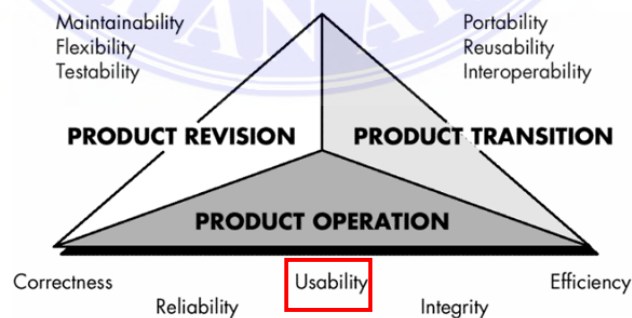 Maintainability
Flexibility
Testability
Portability
Reusability
Interoperability
PRODUCT REVISION
PRODUCT TRANSITION
PRODUCT OPERATION
Correctness
Reliability
Usability
Integrity
Efficiency